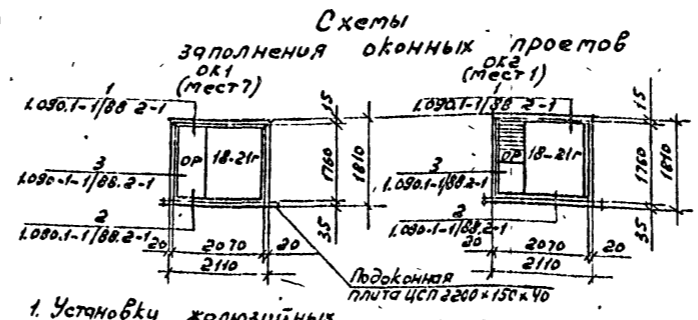 Схемы
заполнения оконных проемов
ОК1
(мест 7)
ОК2
(мест 1)
1
1.090.1-1/88 2-1
15
1
1.090.1-1/88 2-1
15
ОР
18-21г
1760
1810
ОР
18-21г
1760
1810
3
1.090.1-1/88.2-1
3
1.090.1-1/88.2-1
2
1.090.1-1/88.2-1
35
2
1.090.1-1/88.2-1
35
20
2070
20
20
2070
20
2110
2110
Подоконная
плита ЦСП 2200×150×40
1. Установки жалюзийных